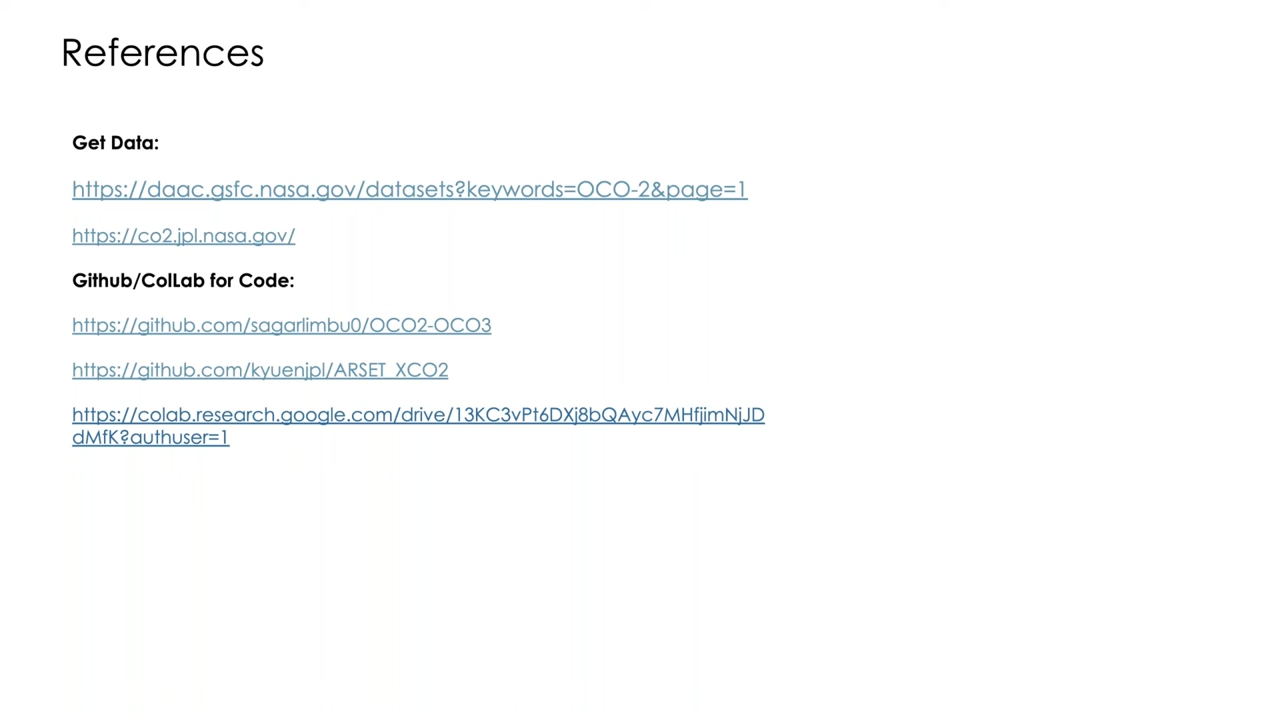 References
Get Data:
https://daac.gsfc.nasa.gov/datasets?keywords=OCO-2&page=1
https://co2.jpl.nasa.gov/
Github/ColLab for Code:
https://github.com/sagarlimbu0/OCO2-OCO3
https://github.com/kyuenjpl/ARSET_XCO2
https://colab.research.google.com/drive/13KC3vPt6DXj8bQAyc7MHfjimNjJD
dMfK?authuser=1